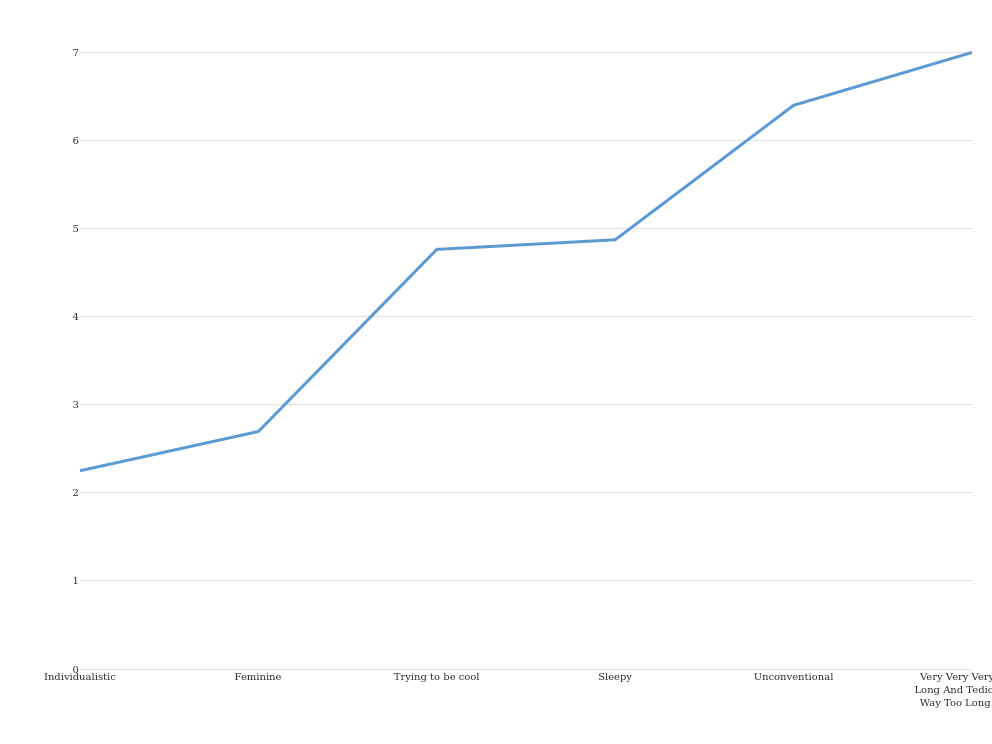 7
6
5
4
3
2
1
0
Individualistic Feminine Trying to be cool Sleepy Unconventional Very Very Very
Long And
Way Too Long